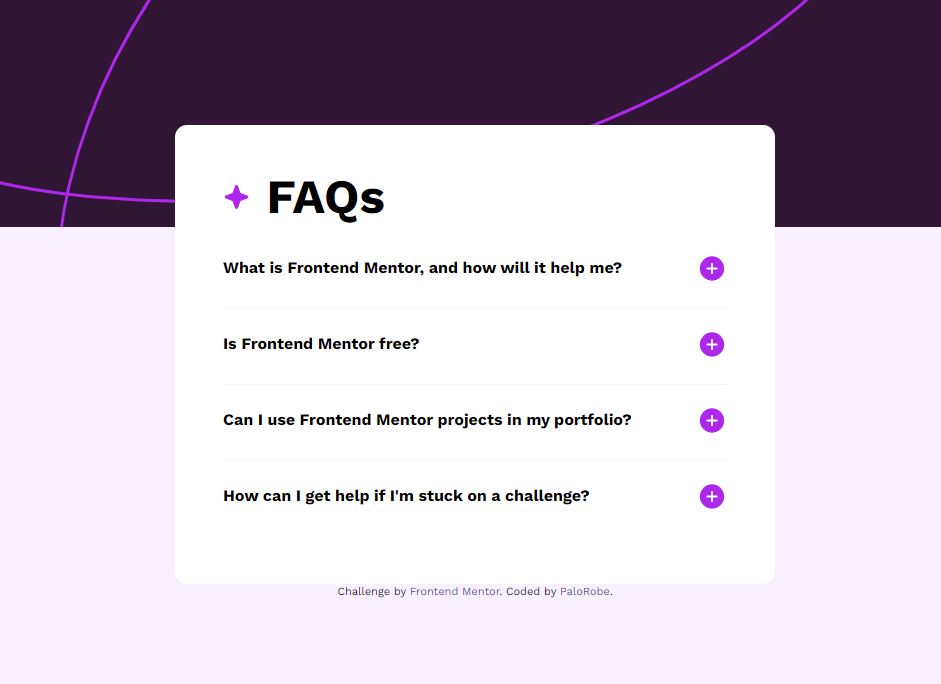 FAQs
What is Frontend Mentor, and how will it help me?
Is Frontend Mentor free?
Can I use Frontend Mentor projects in my portfolio?
How can I get help if I'm stuck on a challenge?
Challenge by Frontend Mentor. Coded by PaloRobe.